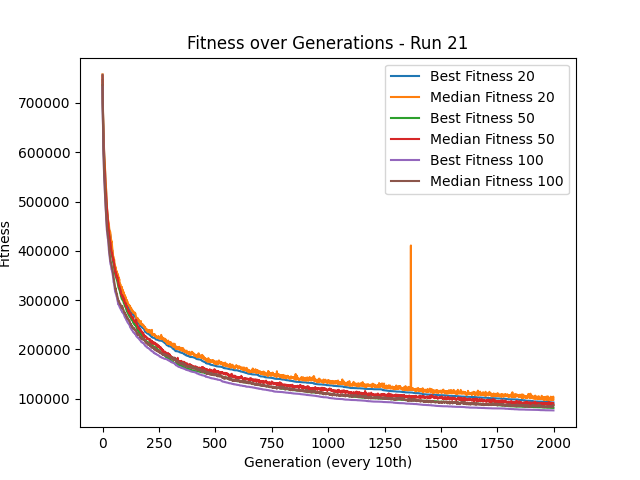 Fitness over Generations - Run 21
Best Fitness 20
Median Fitness 20
Best Fitness 50
Median Fitness 50
Best Fitness 100
Median Fitness 100
700000
600000
500000
400000
300000
200000
100000
Fitness
0
250
500
750
1000
1250
1500
1750
2000
Generation (every 10th)